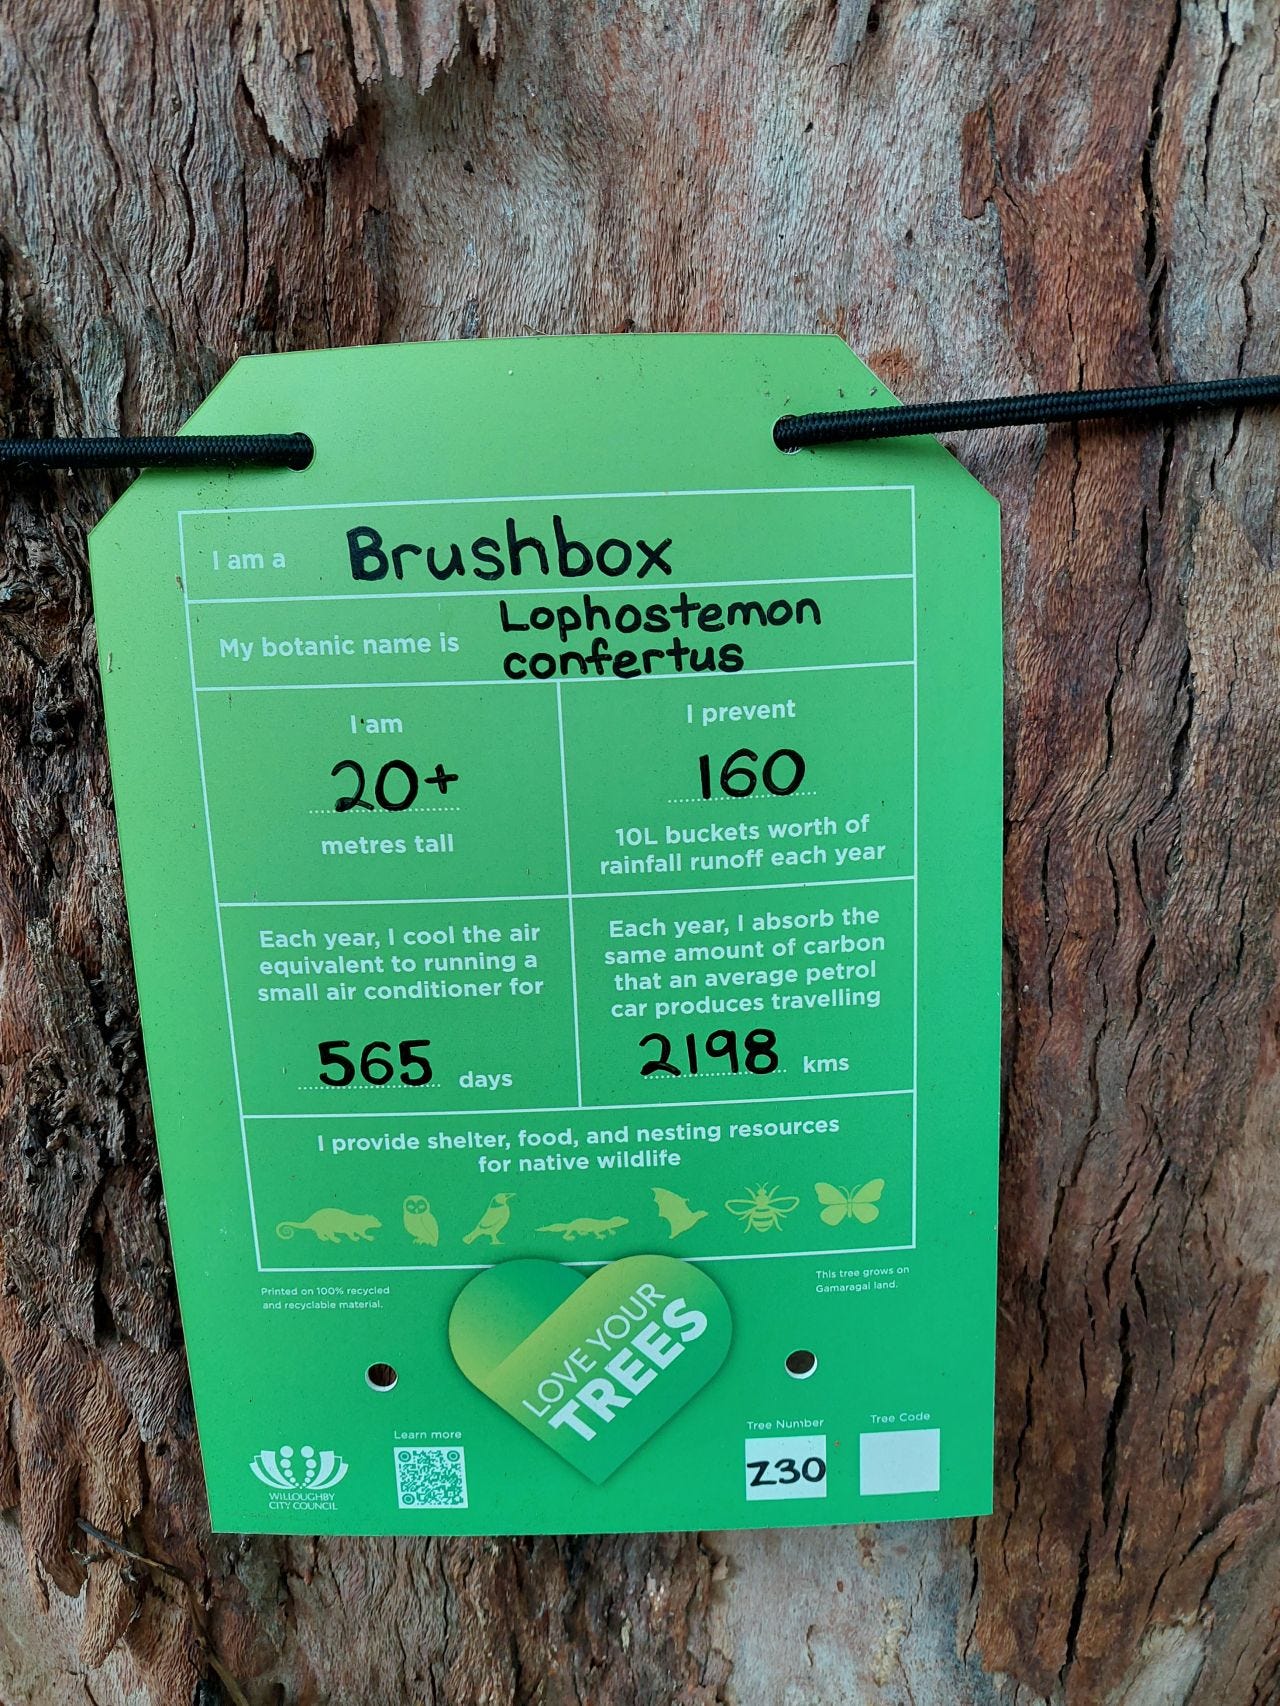 I am a Brushbox
My botanic name is Lophostemon
confertus
I am
20+
metres tall
I prevent
160
10L buckets worth of
rainfall runoff each year
Each year, I cool the air
equivalent to running a
small air conditioner for
565 days
Each year, I absorb the
same amount of carbon
that an average petrol
car produces travelling
2198 kms
I provide shelter, food, and nesting resources
for native wildlife
Printed on 100% recycled
and recyclable material.
This tree grows on
Gamaragal land.
LOVE YOUR
TREES
WILLOUGHBY
CITY COUNCIL
Learn more
Tree Number
Z30
Tree Code